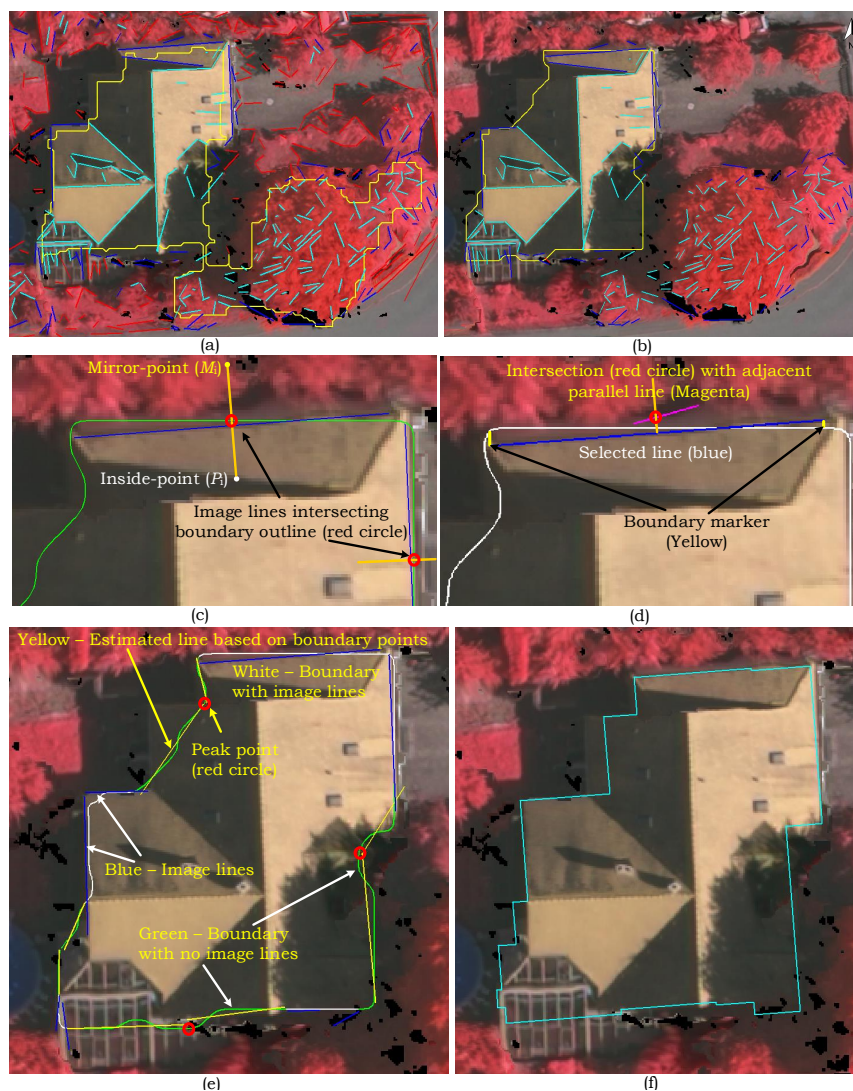 (a)
(b)
Mirror-point (Mi)
Inside-point (Pi)
Image lines intersecting
boundary outline (red circle)
(c)
Intersection (red circle) with adjacent
parallel line (Magenta)
Selected line (blue)
Boundary marker
(Yellow)
(d)
Yellow – Estimated line based on boundary points
White – Boundary
with image lines
Peak point
(red circle)
Blue – Image lines
Green – Boundary
with no image lines
(e)
(f)